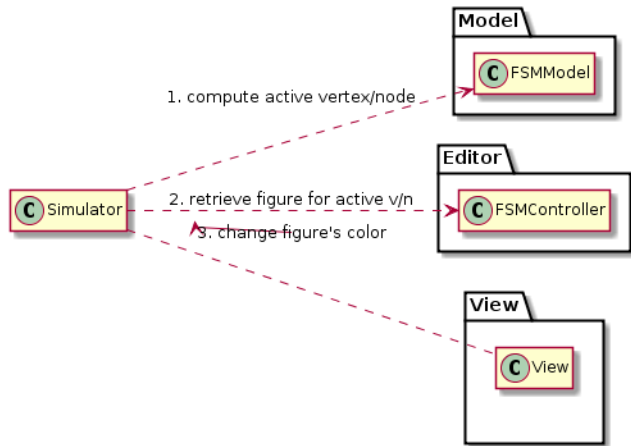 Model
C FSMModel
1. compute active vertex/node
Editor
C Simulator
2. retrieve figure for active v/n
C FSMController
3. change figure's color
View
C View